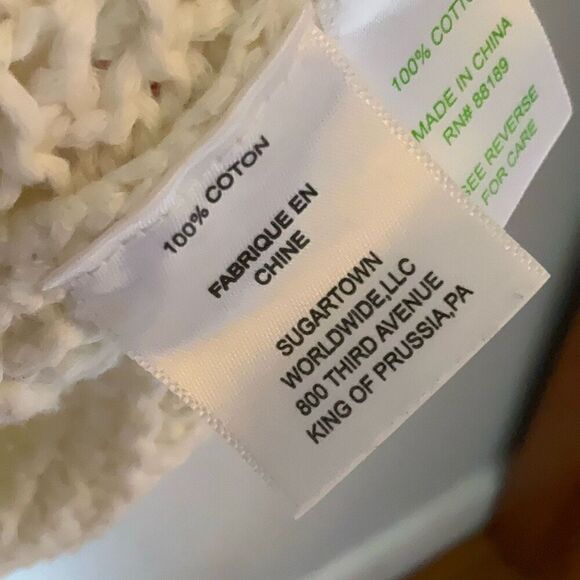 100% COTON
FABRIQUE EN
CHINE
SUGARTOWN
WORLDWIDE,LLC
800 THIRD AVENUE
KING OF PRUSSIA,PA
100% COTTO
MADE IN CHINA
RN# 88189
SEE REVERSE
FOR CARE